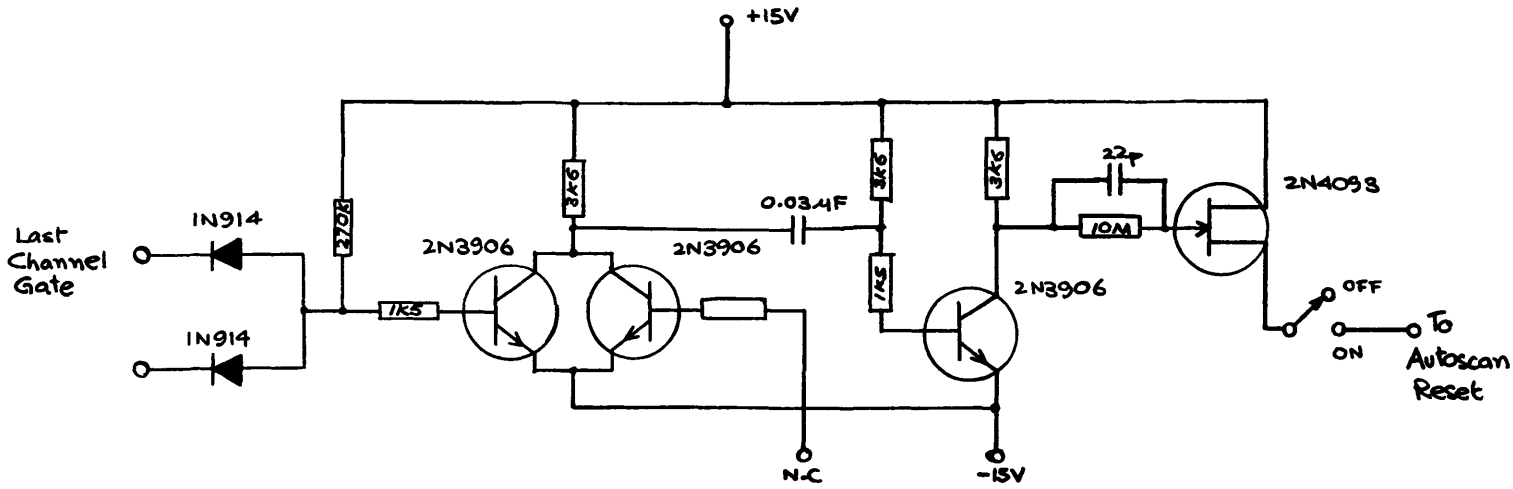 +15V
1N914
270K
3K6
0.03µF
3K6
3K6
22p
2N4093
Last
Channel
Gate
2N3906
2N3906
10M
1K5
1K5
2N3906
OFF
1N914
ON
To
Autoscan
Reset
N-C
-15V